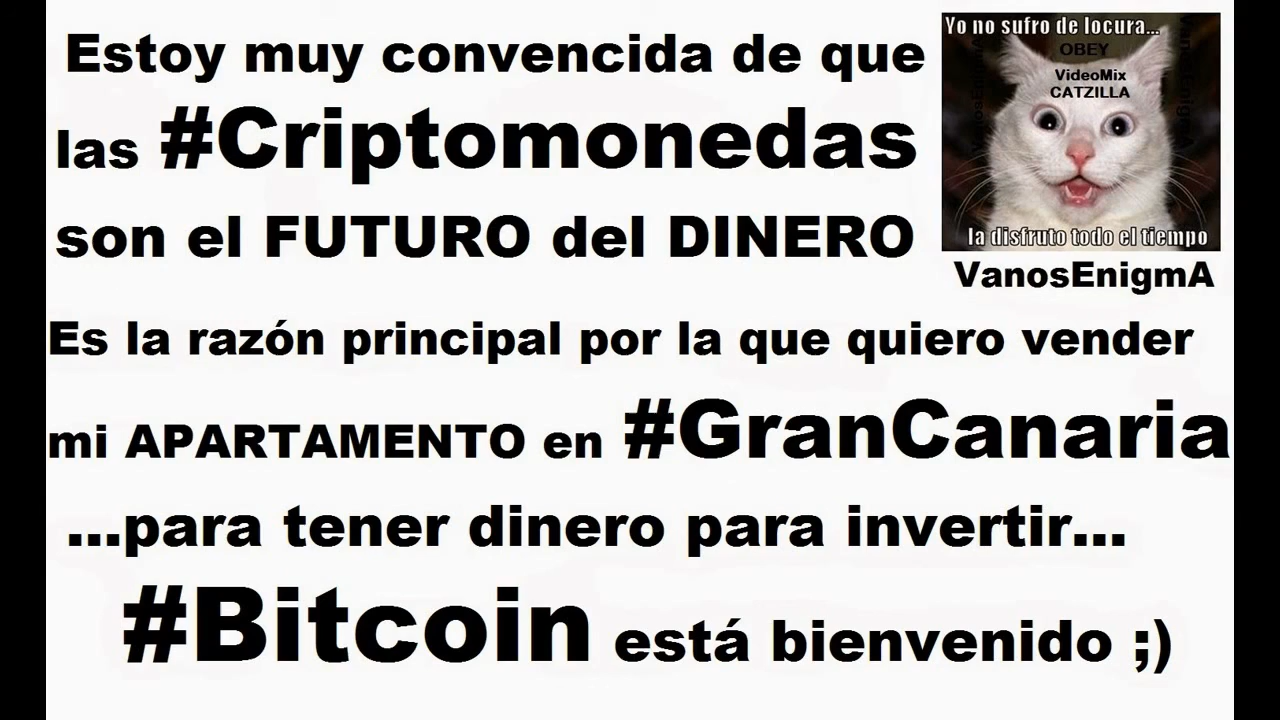 Estoy muy convencida de que
las #Criptomonedas
son el FUTURO del DINERO
Yo no sufro de locura...
OBEY
VideoMix
CATZILLA
la disfruto todo el tiempo
VanosEnigmA
Es la razón principal por la que quiero vender
mi APARTAMENTO en #GranCanaria
...para tener dinero para invertir...
#Bitcoin está bienvenido ;)